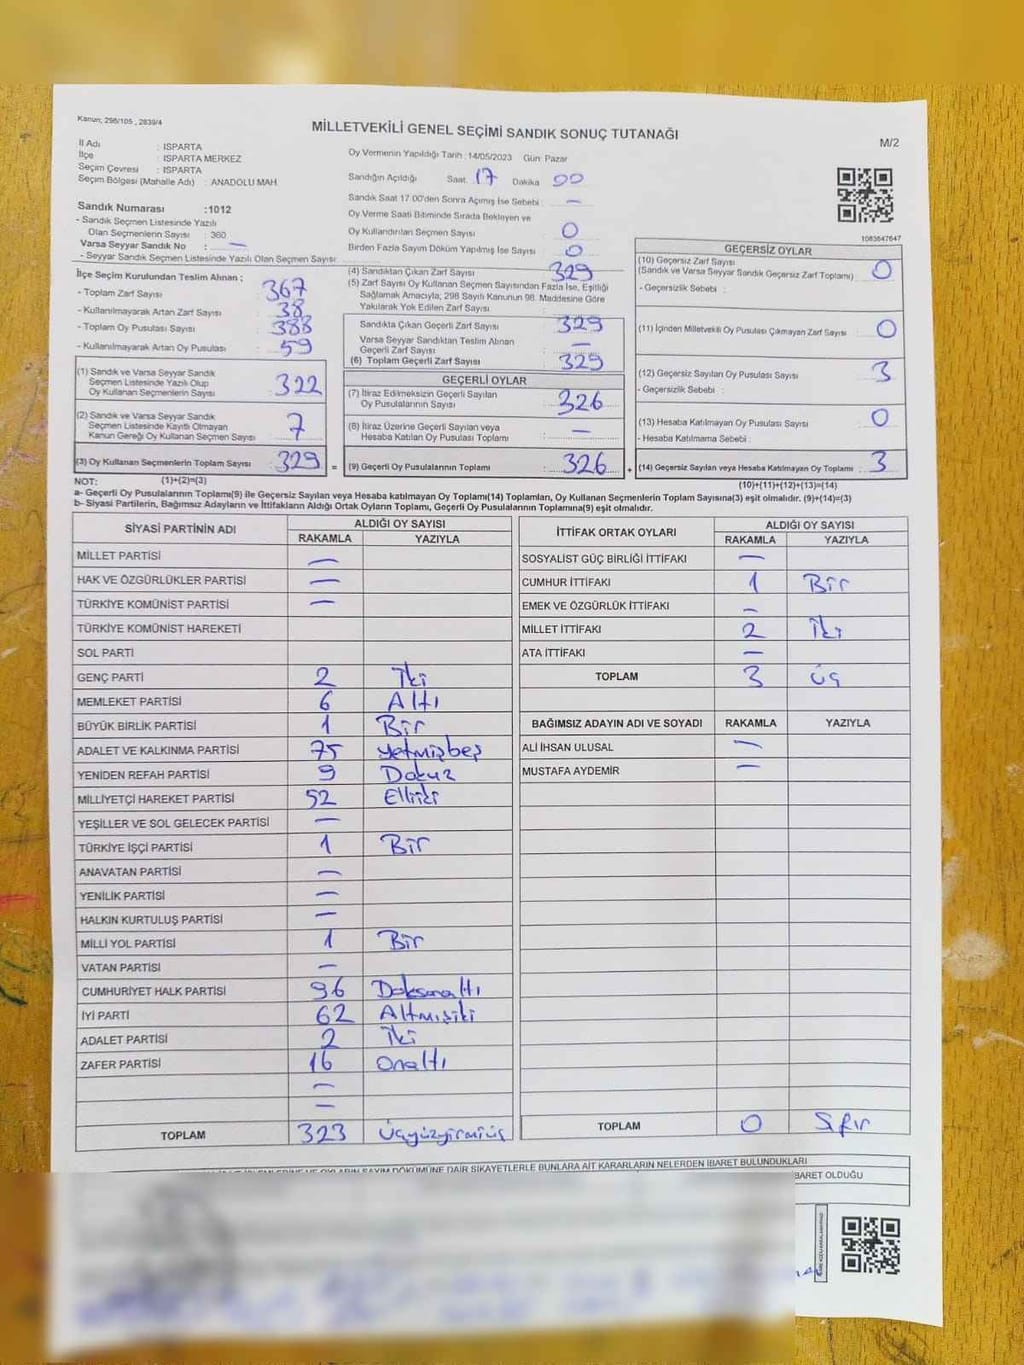 Kanun; 298/105 , 2839/4
MİLLETVEKİLİ GENEL SEÇİMİ SANDIK SONUÇ TUTANAĞI
M/2
İl Adı : ISPARTA
İlçe : ISPARTA MERKEZ
Seçim Çevresi : ISPARTA
Seçim Bölgesi (Mahalle Adı) : ANADOLU MAH
Sandık Numarası :1012
- Sandık Seçmen Listesinde Yazılı
Olan Seçmenlerin Sayısı : 360
Varsa Seyyar Sandık No : —
- Seyyar Sandık Seçmen Listesinde Yazılı Olan Seçmen Sayısı:
Oy Vermenin Yapıldığı Tarih : 14/05/2023 Gün: Pazar
Sandığın Açıldığı Saat: 17 Dakika 00
Sandık Saat 17.00'den Sonra Açmış İse Sebebi : —
Oy Verme Saati Bitiminde Sırada Bekleyen ve
Oy Kullandırılan Seçmen Sayısı : 0
Birden Fazla Sayım Döküm Yapılmış İse Sayısı : 0
1083647647
İlçe Seçim Kurulundan Teslim Alınan ;
- Toplam Zarf Sayısı : 367
- Kullanılmayarak Artan Zarf Sayısı : 38
- Toplam Oy Pusulası Sayısı : 388
- Kullanılmayarak Artan Oy Pusulası : 59
(1) Sandık ve Varsa Seyyar Sandık
Seçmen Listesinde Yazılı Olup
Oy Kullanan Seçmenlerin Sayısı : 322
(2) Sandık ve Varsa Seyyar Sandık
Seçmen Listesinde Kayıtlı Olmayan
Kanun Gereği Oy Kullanan Seçmen Sayısı : 7
(3) Oy Kullanan Seçmenlerin Toplam Sayısı : 329
(4) Sandıktan Çıkan Zarf Sayısı : 329
(5) Zarf Sayısı Oy Kullanan Seçmen Sayısından Fazla İse, Eşitliği
Sağlamak Amacıyla, 298 Sayılı Kanunun 98. Maddesine Göre
Yakılarak Yok Edilen Zarf Sayısı :
Sandıkta Çıkan Geçerli Zarf Sayısı : 329
Varsa Seyyar Sandıktan Teslim Alınan
Geçerli Zarf Sayısı : —
(6) Toplam Geçerli Zarf Sayısı : 329
GEÇERLİ OYLAR
(7) İtiraz Edilmeksizin Geçerli Sayılan
Oy Pusulalarının Sayısı : 326
(8) İtiraz Üzerine Geçerli Sayılan veya
Hesaba Katılan Oy Pusulası Toplamı : —
= (9) Geçerli Oy Pusulalarının Toplamı : 326
GEÇERSİZ OYLAR
(10) Geçersiz Zarf Sayısı
(Sandık ve Varsa Seyyar Sandık Geçersiz Zarf Toplamı) : 0
- Geçersizlik Sebebi :
(11) İçinden Milletvekili Oy Pusulası Çıkmayan Zarf Sayısı : 0
(12) Geçersiz Sayılan Oy Pusulası Sayısı : 3
- Geçersizlik Sebebi :
(13) Hesaba Katılmayan Oy Pusulası Sayısı : 0
- Hesaba Katılmama Sebebi :
+ (14) Geçersiz Sayılan veya Hesaba Katılmayan Oy Toplamı : 3
NOT: (1)+(2)=(3)
(10)+(11)+(12)+(13)=(14)
a- Geçerli Oy Pusulalarının Toplamı(9) ile Geçersiz Sayılan veya Hesaba katılmayan Oy Toplamı(14) Toplamları, Oy Kullanan Seçmenlerin Toplam Sayısına(3) eşit olmalıdır. (9)+(14)=(3)
b- Siyasi Partilerin, Bağımsız Adayların ve İttifakların Aldığı Ortak Oyların Toplamı, Geçerli Oy Pusulalarının Toplamına(9) eşit olmalıdır.
SİYASİ PARTİNİN ADI ALDIĞI OY SAYISI
RAKAMLA YAZIYLA
MİLLET PARTİSİ —
HAK VE ÖZGÜRLÜKLER PARTİSİ —
TÜRKİYE KOMÜNİST PARTİSİ —
TÜRKİYE KOMÜNİST HAREKETİ
SOL PARTİ
GENÇ PARTİ 2 İki
MEMLEKET PARTİSİ 6 Altı
BÜYÜK BİRLİK PARTİSİ 1 Bir
ADALET VE KALKINMA PARTİSİ 75 yetmişbeş
YENİDEN REFAH PARTİSİ 9 Dokuz
MİLLİYETÇİ HAREKET PARTİSİ 52 Elliiki
YEŞİLLER VE SOL GELECEK PARTİSİ —
TÜRKİYE İŞÇİ PARTİSİ 1 Bir
ANAVATAN PARTİSİ —
YENİLİK PARTİSİ —
HALKIN KURTULUŞ PARTİSİ —
MİLLİ YOL PARTİSİ 1 Bir
VATAN PARTİSİ —
CUMHURİYET HALK PARTİSİ 96 Doksanaltı
İYİ PARTİ 62 Altmışiki
ADALET PARTİSİ 2 İki
ZAFER PARTİSİ 16 Onaltı
—
—
TOPLAM 323 Üçyüzyirmiüç
İTTİFAK ORTAK OYLARI ALDIĞI OY SAYISI
RAKAMLA YAZIYLA
SOSYALİST GÜÇ BİRLİĞİ İTTİFAKI —
CUMHUR İTTİFAKI 1 Bir
EMEK VE ÖZGÜRLÜK İTTİFAKI —
MİLLET İTTİFAKI 2 İki
ATA İTTİFAKI —
TOPLAM 3 Üç
BAĞIMSIZ ADAYIN ADI VE SOYADI RAKAMLA YAZIYLA
ALİ İHSAN ULUSAL —
MUSTAFA AYDEMİR —
TOPLAM 0 Sıfır
SAYIM DÖKÜMÜNE DAİR ŞİKAYETLERLE BUNLARA AİT KARARLARIN NELERDEN İBARET BULUNDUKLARI
İBARET OLDUĞU